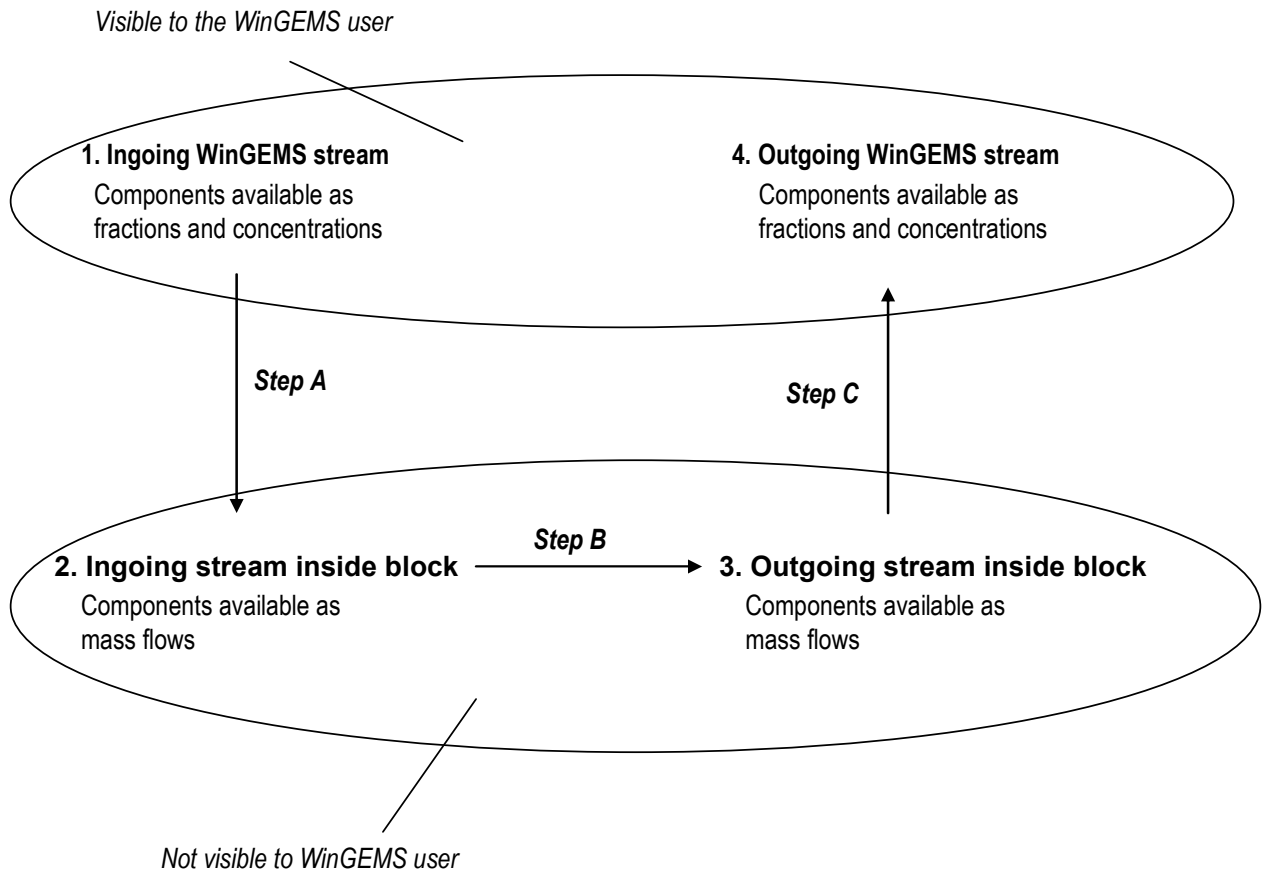 Visible to the WinGEMS user
1. Ingoing WinGEMS stream
Components available as
fractions and concentrations
4. Outgoing WinGEMS stream
Components available as
fractions and concentrations
Step A
Step C
Step B
2. Ingoing stream inside block
Components available as
mass flows
3. Outgoing stream inside block
Components available as
mass flows
Not visible to WinGEMS user